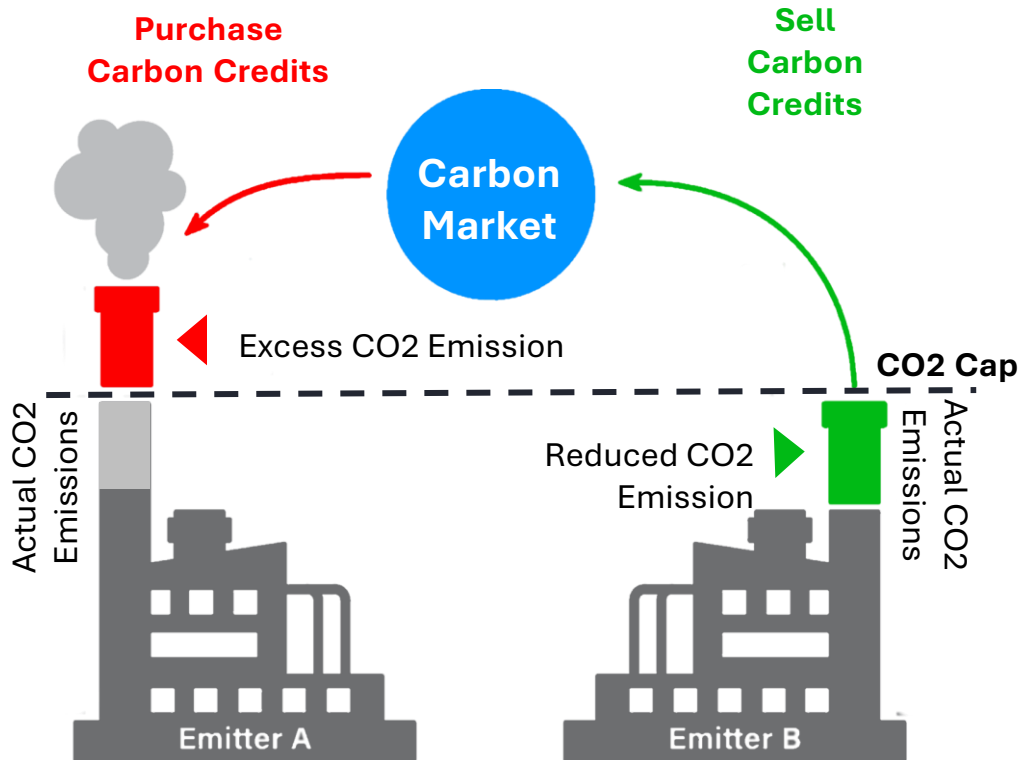 Purchase
Carbon Credits
Sell
Carbon
Credits
Carbon
Market
Excess CO2 Emission
CO2 Cap
Actual CO2
Emissions
Reduced CO2
Emission
Actual CO2
Emissions
Emitter A
Emitter B